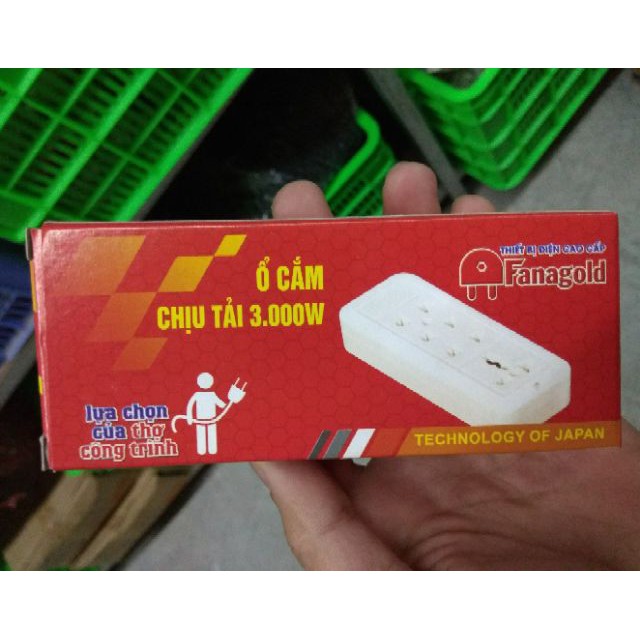 Ổ CẮM
CHỊU TẢI 3.000W
THIẾT BỊ ĐIỆN CAO CẤP
Fanagold
lựa chọn
của thợ
công trình
TECHNOLOGY OF JAPAN